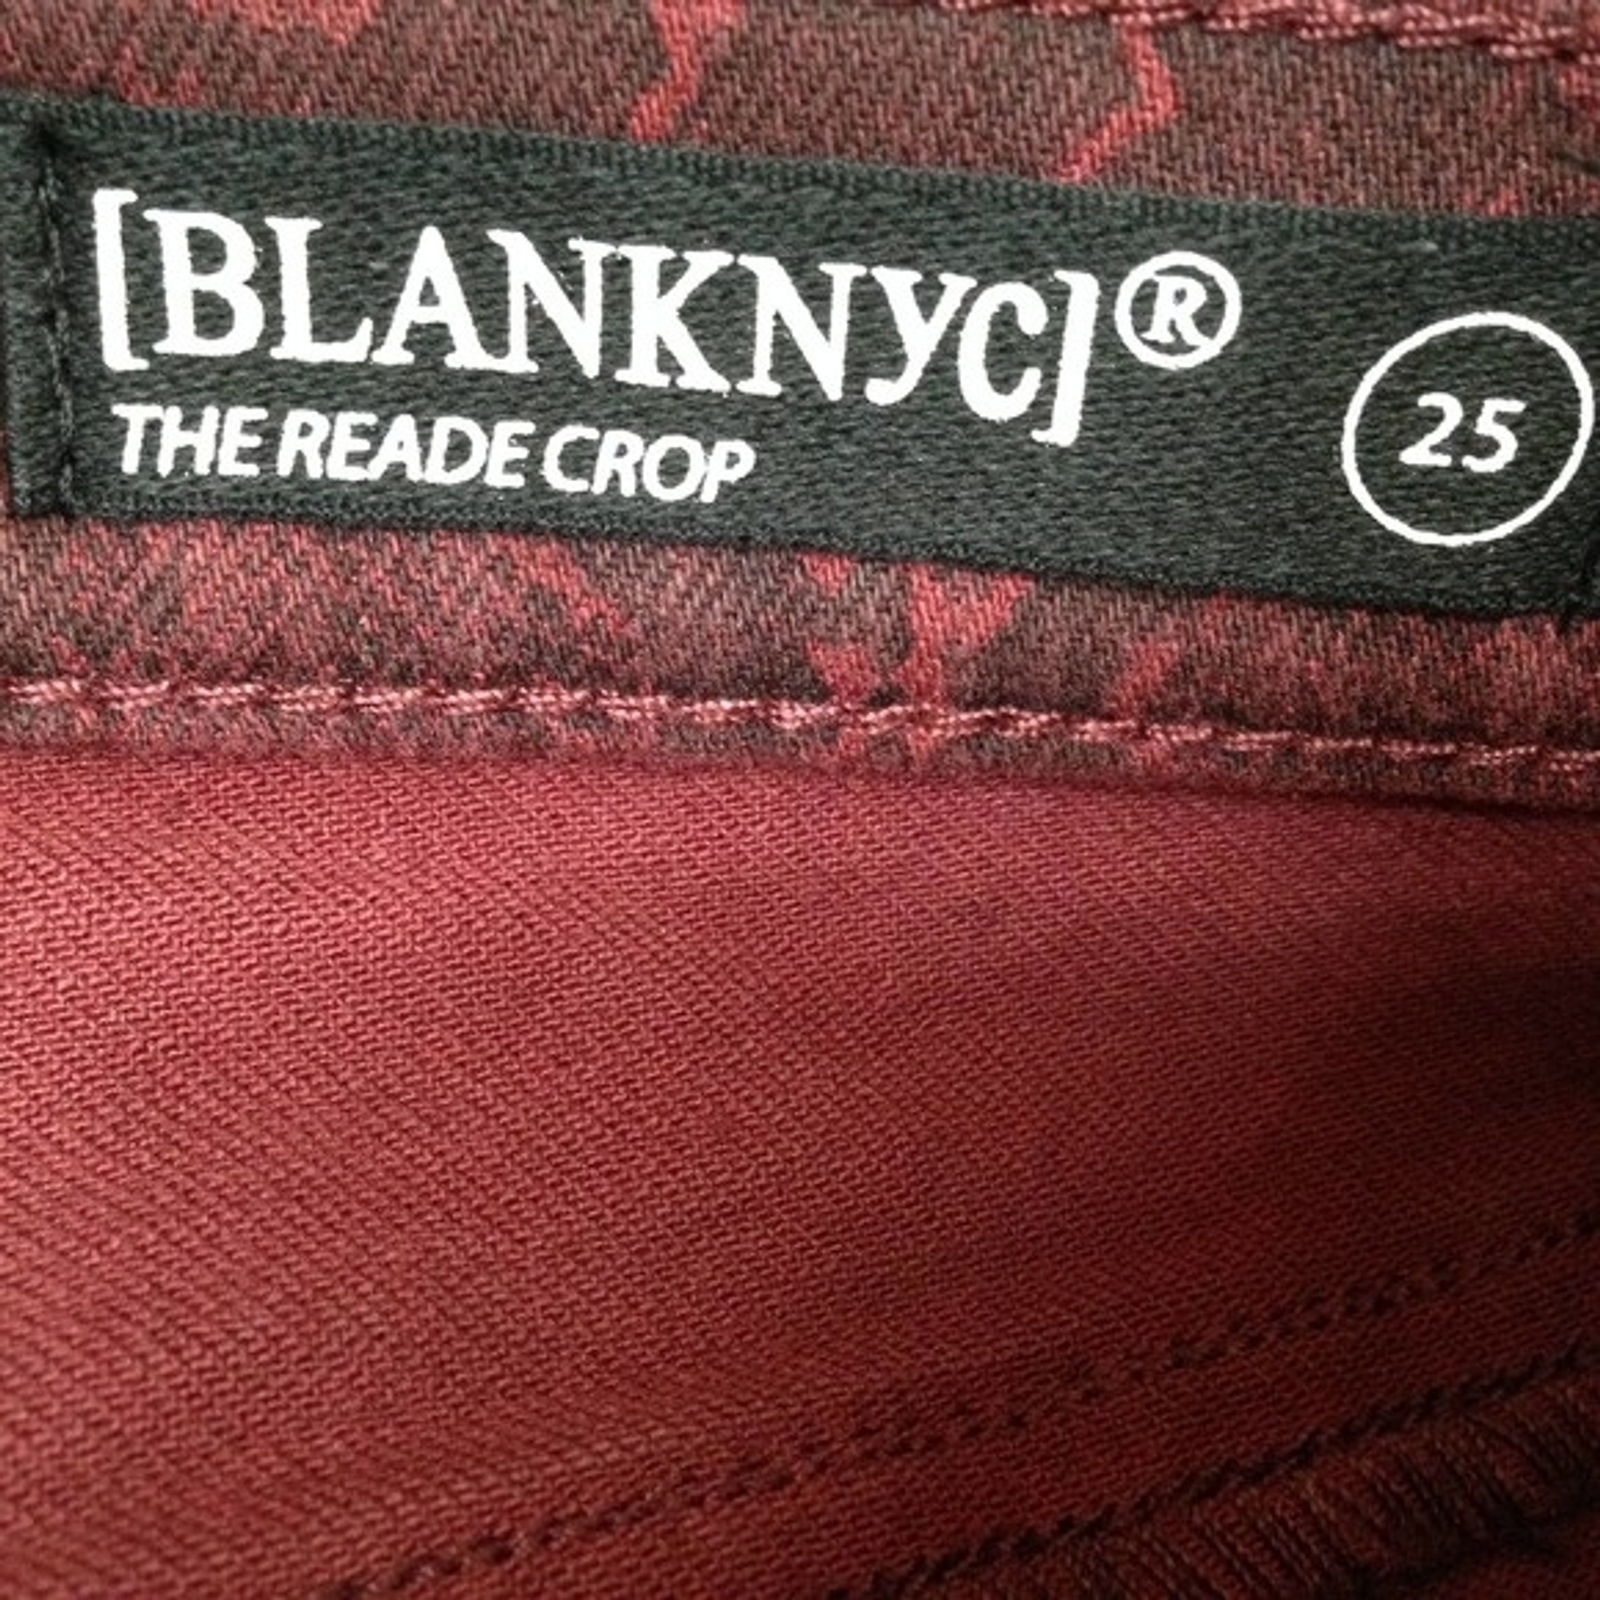 [BLANKNYC]®
THE READE CROP
25